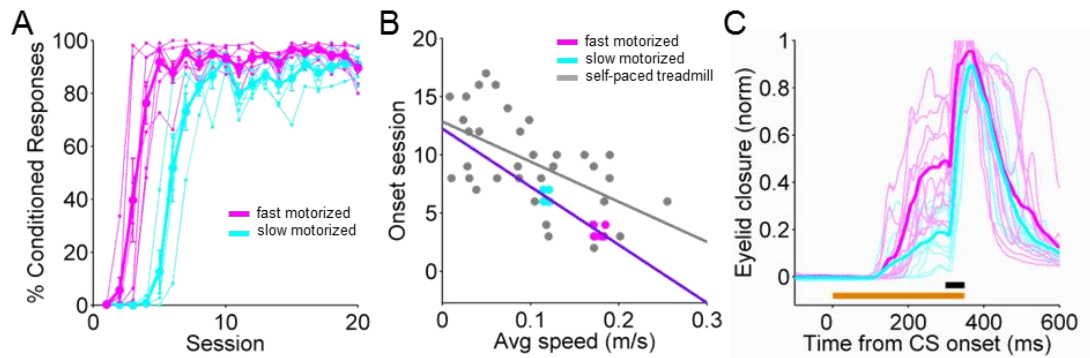 A
100
80
60
40
20
0
% Conditioned Responses
fast motorized
slow motorized
0
10
20
Session
B
20
15
10
5
0
Onset session
fast motorized
slow motorized
self-paced treadmill
0
0.1
0.2
0.3
Avg speed (m/s)
C
1
0.8
0.6
0.4
0.2
0
Eyelid closure (norm)
0
200
400
600
Time from CS onset (ms)